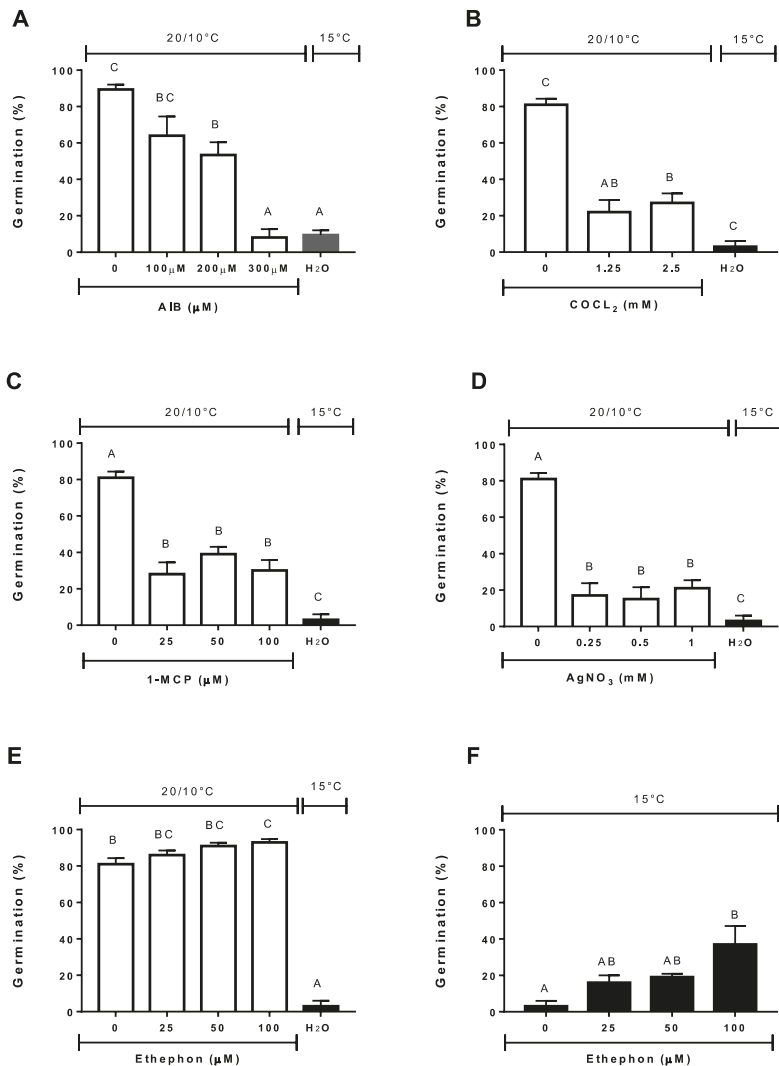 A
20/10°C 15°C
Germination (%)
100
80
60
40
20
0
C
BC
B
A
A
0 100μM 200μM 300μM H2O
AIB (μM)
B
20/10°C 15°C
Germination (%)
100
80
60
40
20
0
C
AB
B
C
0 1.25 2.5 H2O
COCL2 (mM)
C
20/10°C 15°C
Germination (%)
100
80
60
40
20
0
A
B
B
B
C
0 25 50 100 H2O
1-MCP (μM)
D
20/10°C 15°C
Germination (%)
100
80
60
40
20
0
A
B
B
B
C
0 0.25 0.5 1 H2O
AgNO3 (mM)
E
20/10°C 15°C
Germination (%)
100
80
60
40
20
0
B
BC
BC
C
A
0 25 50 100 H2O
Ethephon (μM)
F
15°C
Germination (%)
100
80
60
40
20
0
A
AB
AB
B
0 25 50 100
Ethephon (μM)